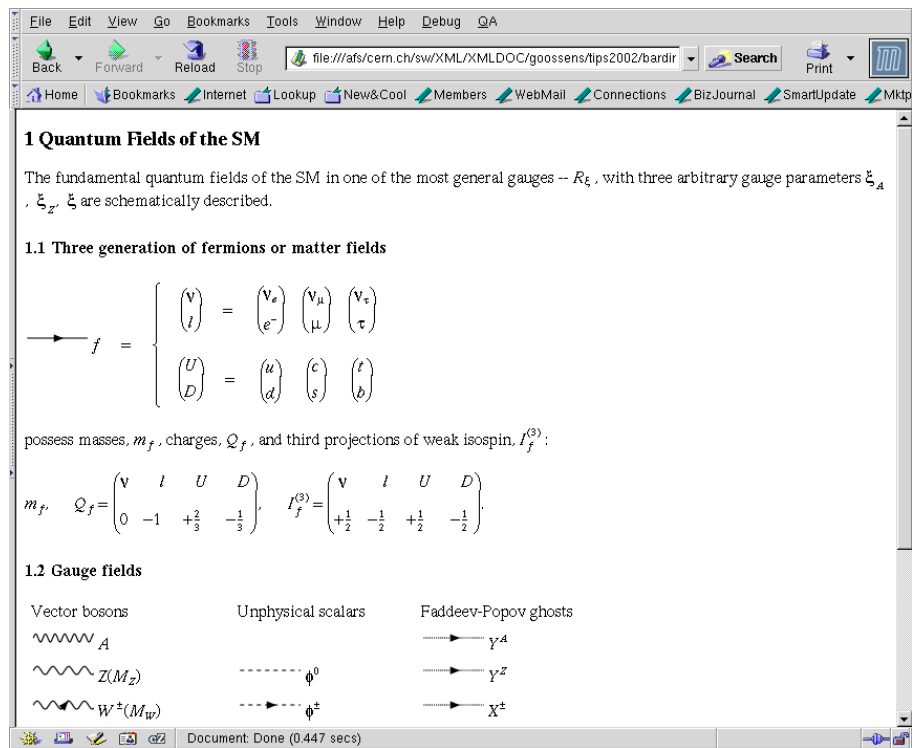 File Edit View Go Bookmarks Tools Window Help Debug QA
Back Forward Reload Stop file:///afs/cern.ch/sw/XML/XMLDOC/goossens/tips2002/bardir Search Print m
Home Bookmarks Internet Lookup New&Cool Members WebMail Connections BizJournal SmartUpdate Mktp
1 Quantum Fields of the SM
The fundamental quantum fields of the SM in one of the most general gauges -- R_ξ , with three arbitrary gauge parameters ξ_A
, ξ_Z, ξ are schematically described.
1.1 Three generation of fermions or matter fields
f = { (ν l) = (ν_e e⁻) (ν_μ μ) (ν_τ τ)
(U D) = (u d) (c s) (t b)
possess masses, m_f , charges, Q_f , and third projections of weak isospin, I_f^(3) :
m_f, Q_f = ( ν l U D ), I_f^(3) = ( ν l U D ).
0 −1 +2/3 −1/3 +1/2 −1/2 +1/2 −1/2
1.2 Gauge fields
Vector bosons Unphysical scalars Faddeev-Popov ghosts
A Y^A
Z(M_Z) ϕ^0 Y^Z
W^±(M_W) ϕ^± X^±
Document: Done (0.447 secs)